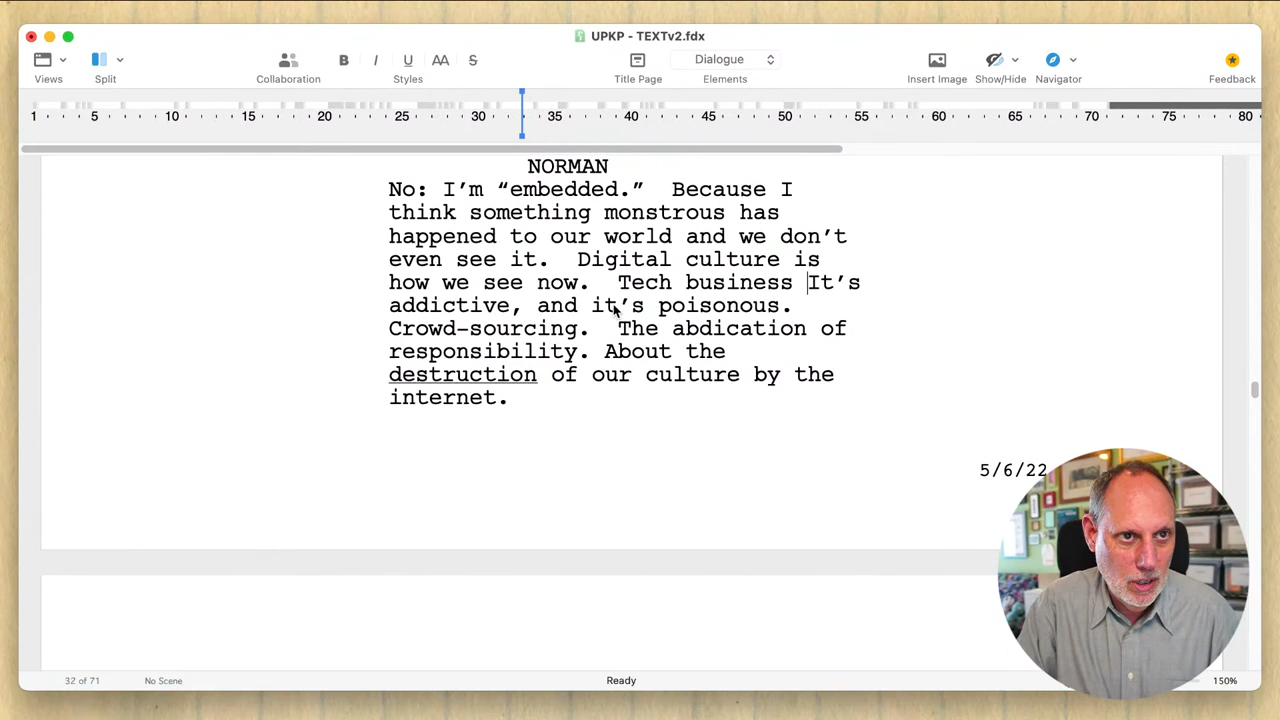 UPKP - TEXTv2.fdx
Views
Split
Collaboration
B I U AA S
Styles
Title Page
Dialogue
Elements
Insert Image
Show/Hide
Navigator
Feedback
1 5 10 15 20 25 30 35 40 45 50 55 60 65 70 75 80
NORMAN
No: I’m “embedded.”  Because I
think something monstrous has
happened to our world and we don’t
even see it.  Digital culture is
how we see now.  Tech business It’s
addictive, and it’s poisonous.
Crowd-sourcing.  The abdication of
responsibility. About the
destruction of our culture by the
internet.
5/6/22
32 of 71
No Scene
Ready
150%